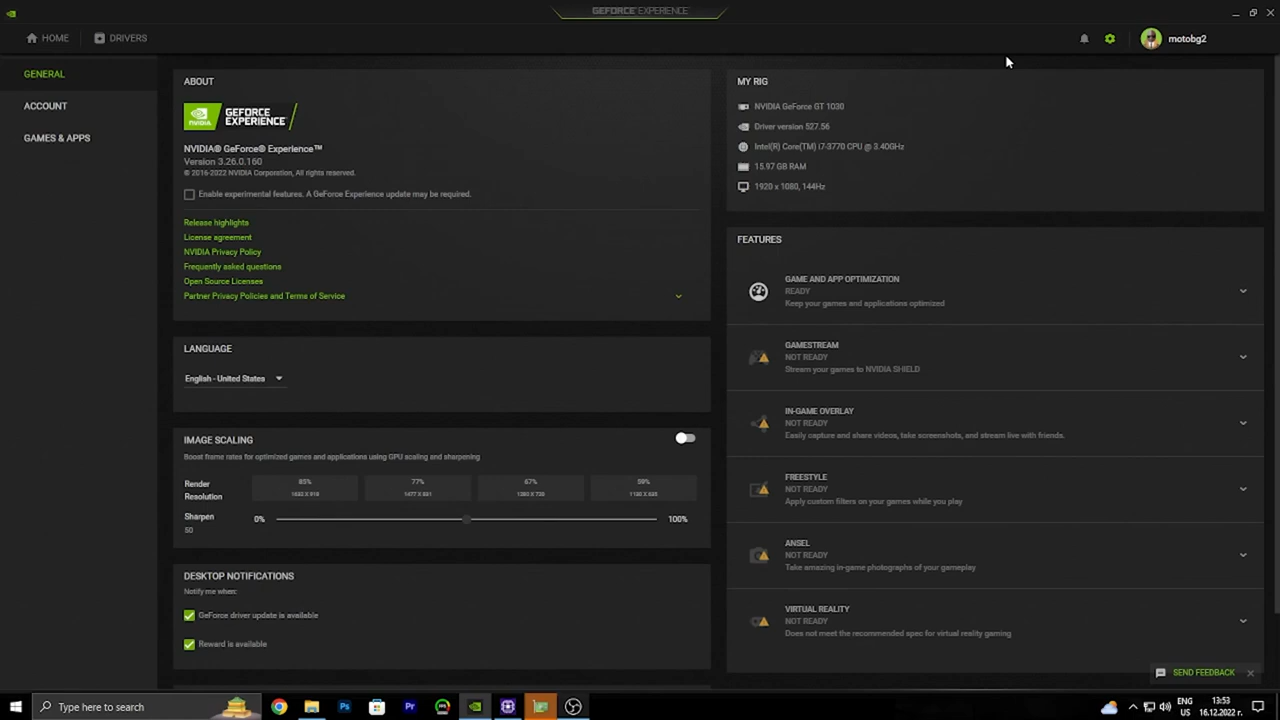 GEFORCE EXPERIENCE
HOME
DRIVERS
motobg2
GENERAL
ACCOUNT
GAMES & APPS
ABOUT
NVIDIA
GEFORCE
EXPERIENCE
NVIDIA® GeForce® Experience™
Version 3.26.0.160
© 2016-2022 NVIDIA Corporation, All rights reserved.
Enable experimental features. A GeForce Experience update may be required.
Release highlights
License agreement
NVIDIA Privacy Policy
Frequently asked questions
Open Source Licenses
Partner Privacy Policies and Terms of Service
LANGUAGE
English - United States
IMAGE SCALING
Boost frame rates for optimized games and applications using GPU scaling and sharpening
Render
Resolution
85%
1632 X 918
77%
1477 X 831
67%
1280 X 720
59%
1130 X 635
Sharpen
50
0%
100%
DESKTOP NOTIFICATIONS
Notify me when:
GeForce driver update is available
Reward is available
MY RIG
NVIDIA GeForce GT 1030
Driver version 527.56
Intel(R) Core(TM) i7-3770 CPU @ 3.40GHz
15.97 GB RAM
1920 x 1080, 144Hz
FEATURES
GAME AND APP OPTIMIZATION
READY
Keep your games and applications optimized
GAMESTREAM
NOT READY
Stream your games to NVIDIA SHIELD
IN-GAME OVERLAY
NOT READY
Easily capture and share videos, take screenshots, and stream live with friends.
FREESTYLE
NOT READY
Apply custom filters on your games while you play
ANSEL
NOT READY
Take amazing in-game photographs of your gameplay
VIRTUAL REALITY
NOT READY
Does not meet the recommended spec for virtual reality gaming
SEND FEEDBACK
Type here to search
Ps
Pr
ENG
US
13:53
16.12.2022 г.